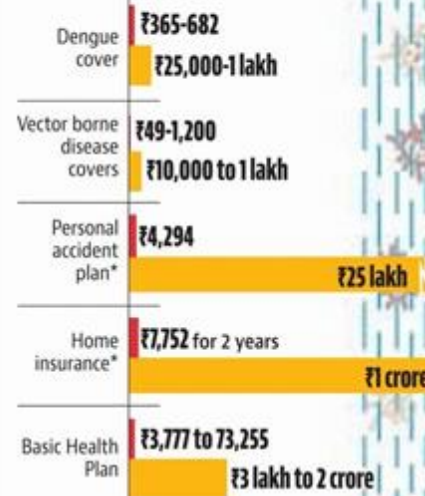 Dengue
cover
₹365-682
₹25,000-1 lakh
Vector borne
disease
covers
₹49-1,200
₹10,000 to 1 lakh
Personal
accident
plan*
₹4,294
₹25 lakh
Home
insurance*
₹7,752 for 2 years
₹1 crore
Basic Health
Plan
₹3,777 to 73,255
₹3 lakh to 2 crore